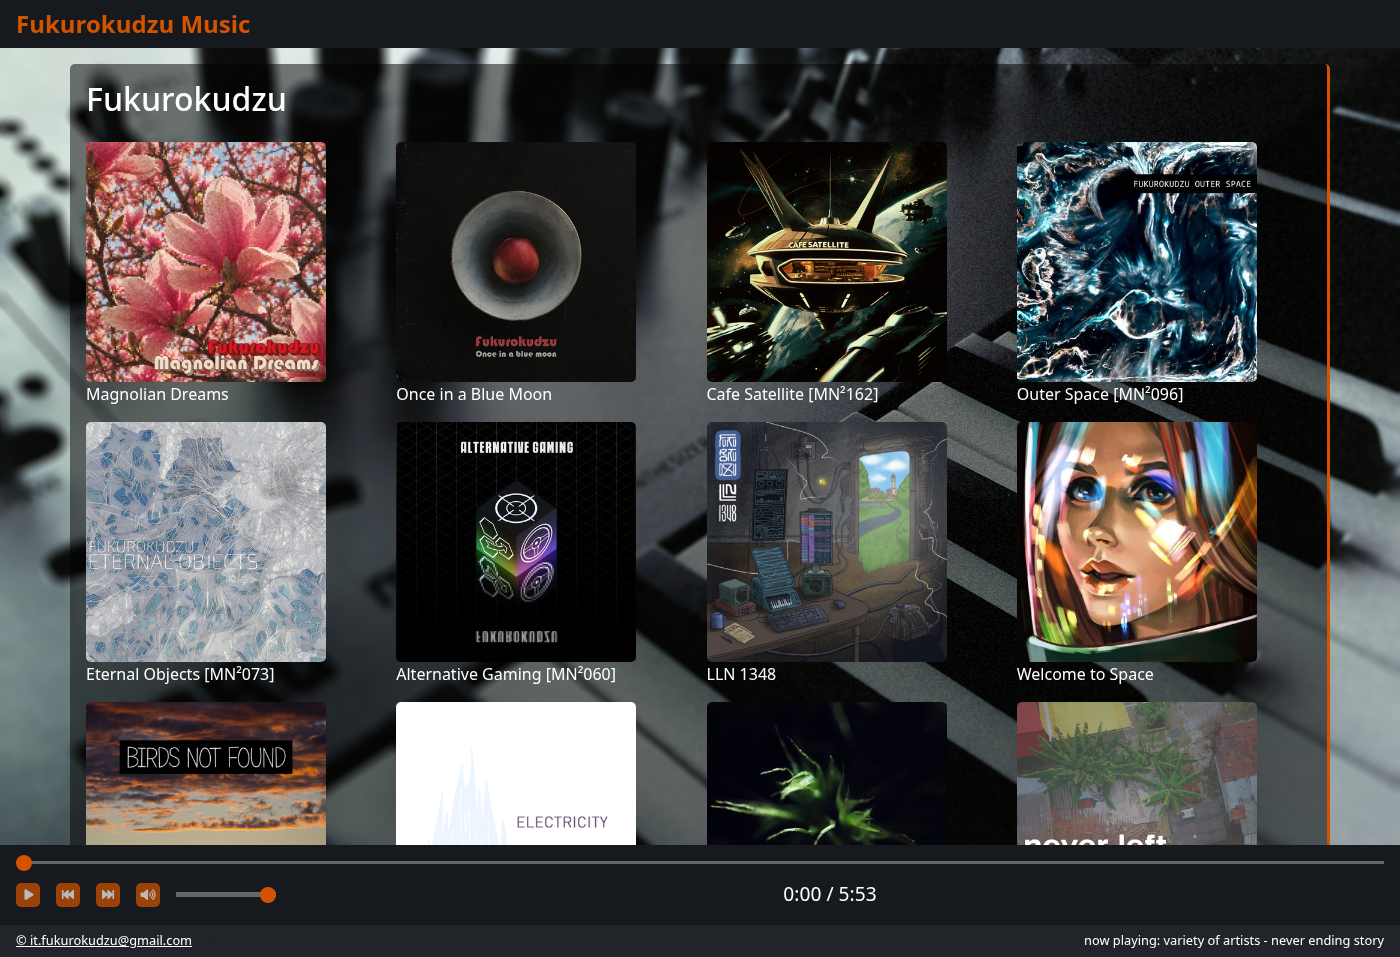 Fukurokudzu Music
Fukurokudzu
Fukurokudzu
Magnolian Dreams
Magnolian Dreams
Fukurokudzu
Once in a blue moon
Once in a Blue Moon
CAFE SATELLITE
Cafe Satellite [MN²162]
FUKUROKUDZU OUTER SPACE
Outer Space [MN²096]
FUKUROKUDZU
ETERNAL OBJECTS
Eternal Objects [MN²073]
ALTERNATIVE GAMING
FUKUROKUDZU
Alternative Gaming [MN²060]
LLN
1348
LLN 1348
Welcome to Space
BIRDS NOT FOUND
ELECTRICITY
never left
0:00 / 5:53
© it.fukurokudzu@gmail.com
now playing: variety of artists - never ending story